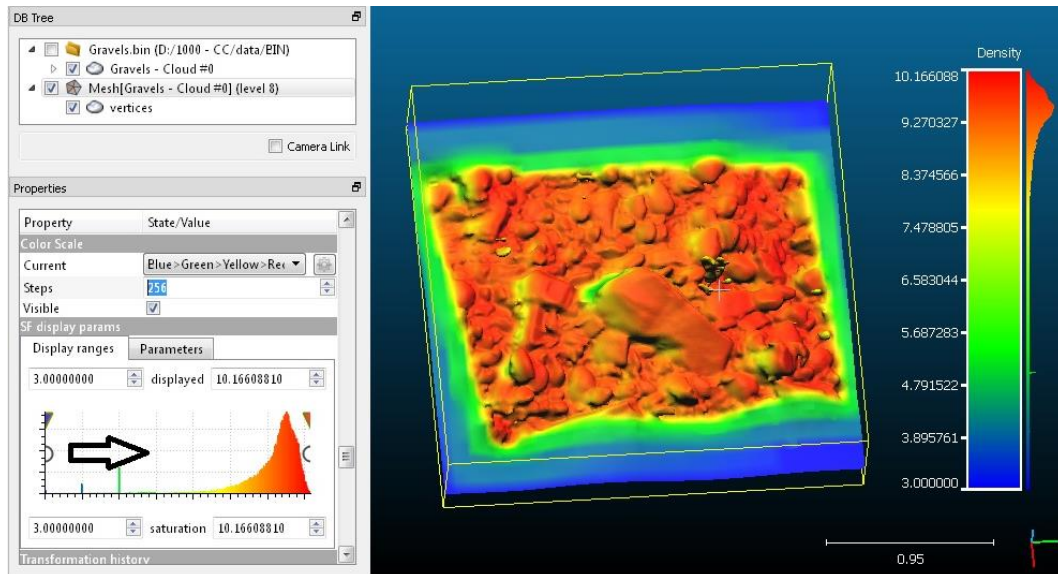 DB Tree
Gravels.bin (D:/1000 - CC/data/BIN)
Gravels - Cloud #0
Mesh[Gravels - Cloud #0] (level 8)
vertices
Camera Link
Properties
Property State/Value
Color Scale
Current Blue>Green>Yellow>Re
Steps 256
Visible
SF display params
Display ranges Parameters
3.00000000 displayed 10.16608810
3.00000000 saturation 10.16608810
Transformation history
Density
10.166088
9.270327
8.374566
7.478805
6.583044
5.687283
4.791522
3.895761
3.000000
0.95